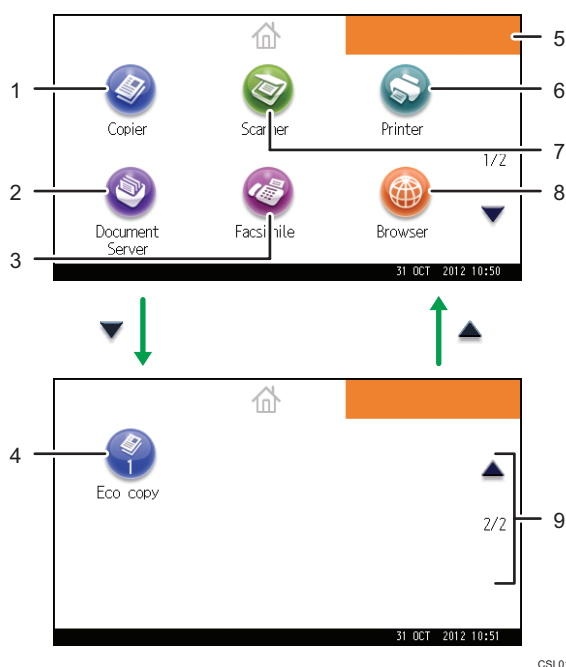 5
1
6
Copier
Scanner
Printer
7
1/2
2
8
Document
Server
Facsimile
Browser
3
31 OCT 2012 10:50
4
1
Eco copy
2/2
9
31 OCT 2012 10:51